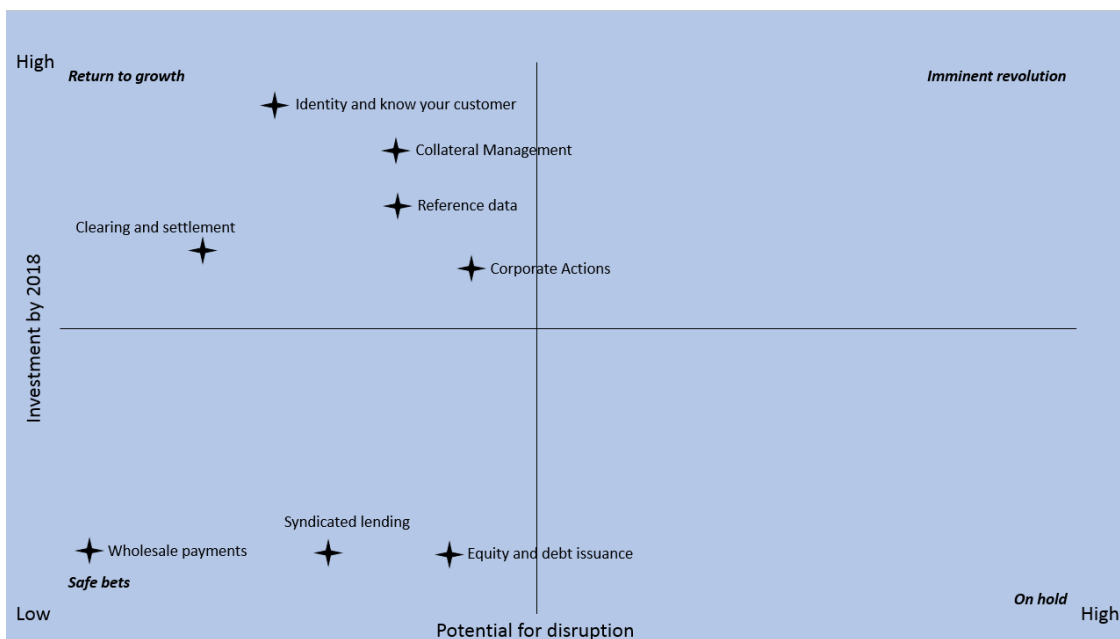 High
Return to growth
Imminent revolution
Identity and know your customer
Collateral Management
Reference data
Clearing and settlement
Corporate Actions
Investment by 2018
Syndicated lending
Wholesale payments
Equity and debt issuance
Safe bets
On hold
Low
High
Potential for disruption